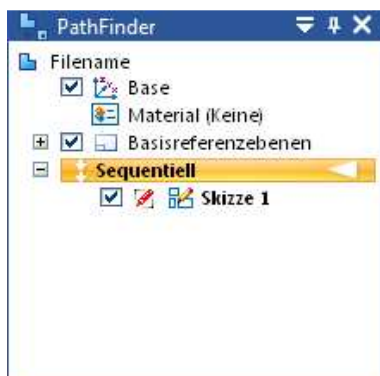 PathFinder
Filename
Base
Material (Keine)
Basisreferenzebenen
Sequentiell
Skizze 1